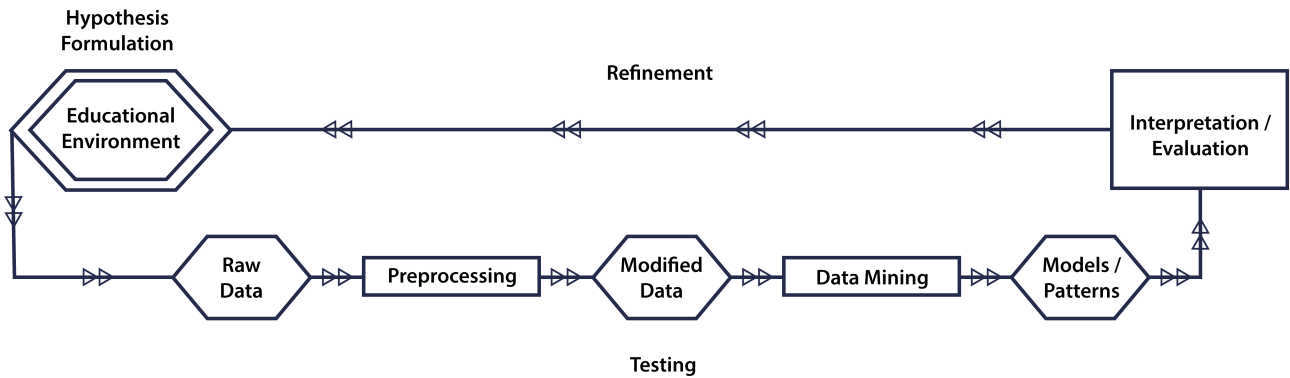 Hypothesis
Formulation
Educational
Environment
Refinement
Interpretation /
Evaluation
Raw
Data
Preprocessing
Modified
Data
Data Mining
Models /
Patterns
Testing